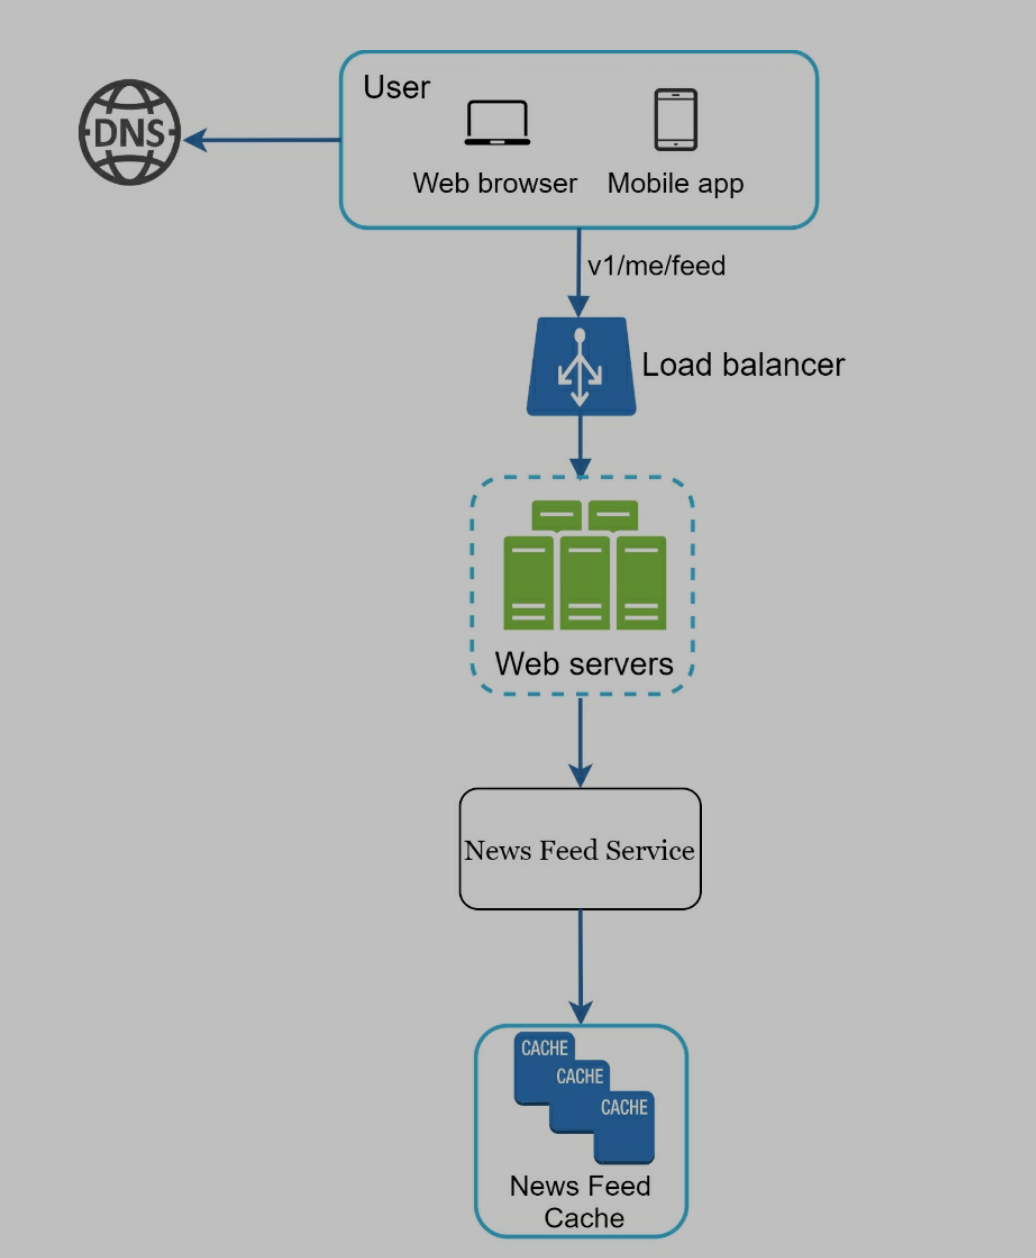 User
DNS
Web browser
Mobile app
v1/me/feed
Load balancer
Web servers
News Feed Service
CACHE
CACHE
CACHE
News Feed
Cache